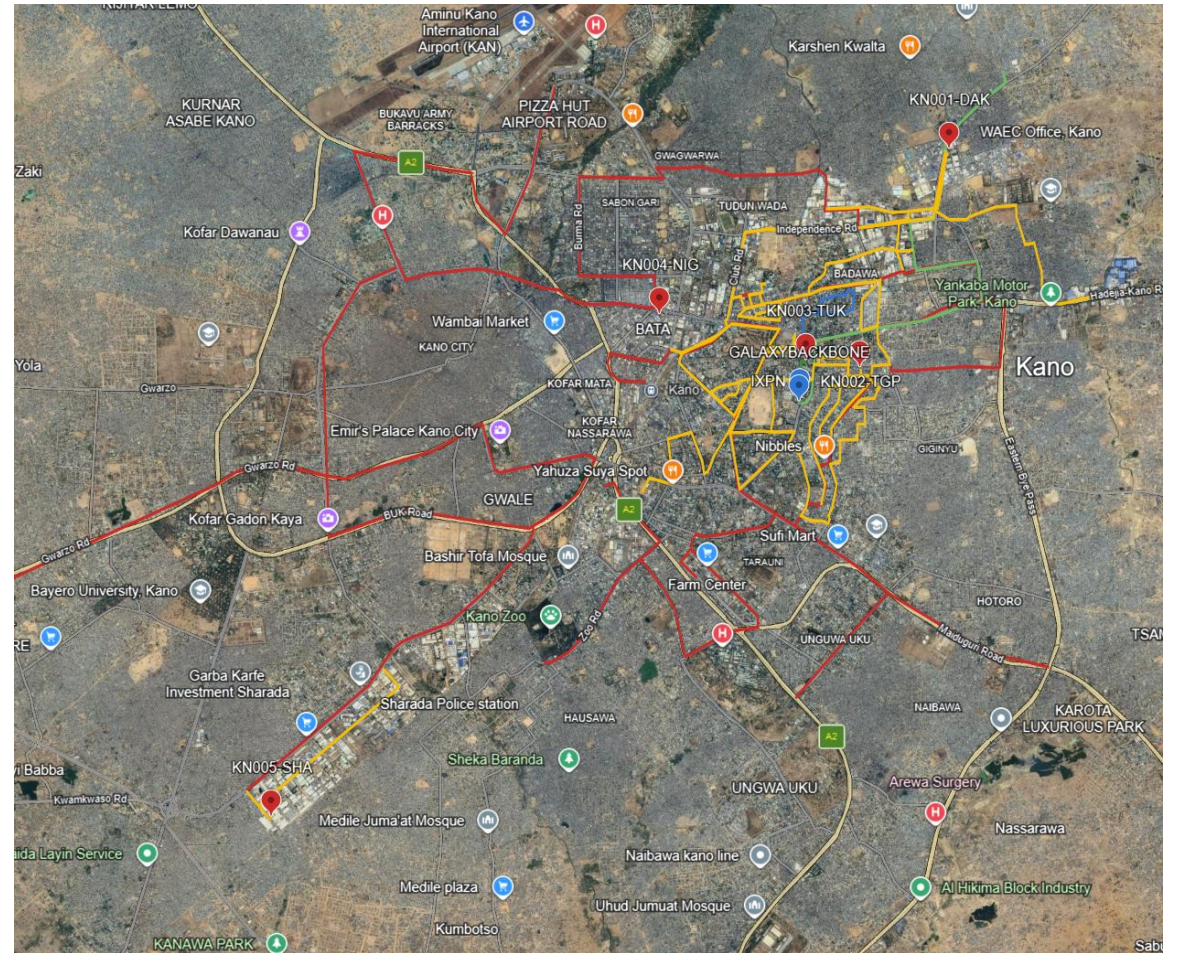 Aminu Kano
International
Airport (KAN)
Karshen Kwalta
KN001-DAK
KURNAR
ASABE KANO
BUKAVU ARMY
BARRACKS
PIZZA HUT
AIRPORT ROAD
WAEC Office, Kano
A2
Zaki
GWAGWARWA
Kofar Dawanau
Burma Rd
SABON GARI
TUDUN WADA
Independence Rd
Club Rd
KN004-NIG
BADAWA
Yankaba Motor
Park, Kano
Hadejia-Kano R
Wambai Market
BATA
KN003-TUK
KANO CITY
GALAXYBACKBONE
Yola
Kano
Gwarzo
KOFAR MATA
Kano
IXPN
KN002-TGP
KOFAR
NASSARAWA
Emir's Palace Kano City
Nibbles
GIGINYU
Gwarzo Rd
Yahuza Suya Spot
Eastern Bye Pass
GWALE
A2
Kofar Gadon Kaya
BUK Road
Sufi Mart
Gwarzo Rd
Bashir Tofa Mosque
TARAUNI
Bayero University, Kano
Farm Center
HOTORO
Kano Zoo
Zoo Rd
RE
UNGUWA UKU
Maiduguri Road
TSAM
Garba Karfe
Investment Sharada
Sharada Police station
HAUSAWA
NAIBAWA
KAROTA
LUXURIOUS PARK
A2
Sheka Baranda
KN005-SHA
vi Babba
UNGWA UKU
Arewa Surgery
Kwamkwaso Rd
Medile Juma'at Mosque
Nassarawa
aida Layin Service
Naibawa kano line
Medile plaza
Al Hikima Block Industry
Uhud Jumuat Mosque
Kumbotso
KANAWA PARK
Sabu